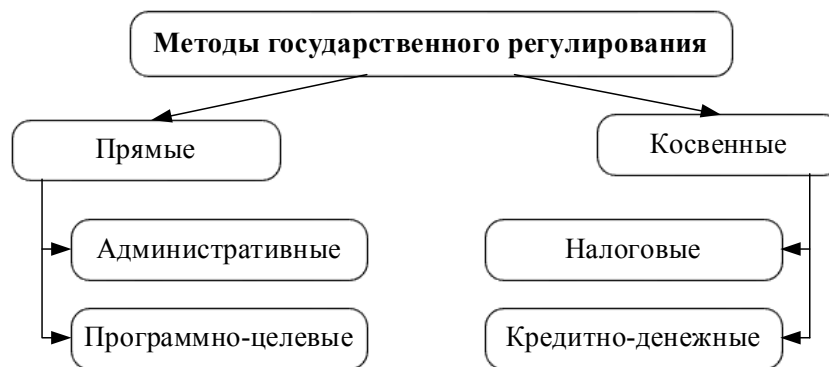 Методы государственного регулирования
Прямые
Косвенные
Административные
Налоговые
Программно-целевые
Кредитно-денежные